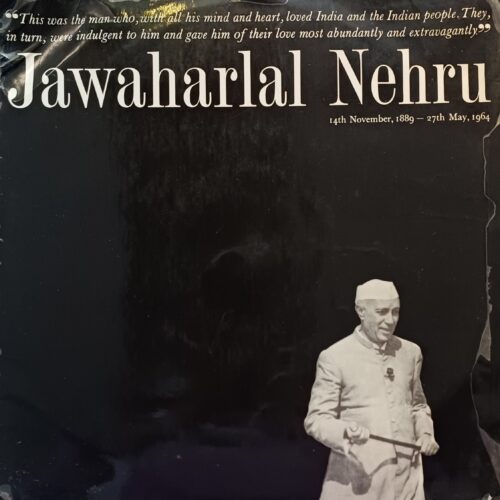 “This was the man who, with all his mind and heart, loved India and the Indian people. They,
in turn, were indulgent to him and gave him of their love most abundantly and extravagantly”
Jawaharlal Nehru
14th November, 1889 – 27th May, 1964